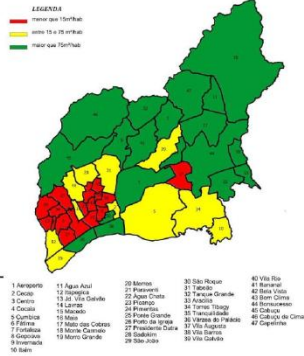 LEGENDA
menor que 15m²/hab
entre 15 e 75 m²/hab
maior que 75m²/hab
1 Aeroporto
2 Cecap
3 Centro
4 Cocaia
5 Cumbica
6 Fátima
7 Fortaleza
8 Gopoúva
9 Invernada
10 Itaim
11 Água Azul
12 Itapegica
13 Jd. Vila Galvão
14 Lavras
15 Macedo
16 Maia
17 Mato das Cobras
18 Monte Carmelo
19 Morro Grande
20 Morros
21 Paraventi
22 Água Chata
23 Picanço
24 Pimentas
25 Ponte Grande
26 Porto da Igreja
27 Presidente Dutra
28 Sadokim
29 São João
30 São Roque
31 Taboão
32 Tanque Grande
33 Aracília
34 Torres Tibagy
35 Tranquilidade
36 Várzea do Palácio
37 Vila Augusta
38 Vila Barros
39 Vila Galvão
40 Vila Rio
41 Bananal
42 Bela Vista
43 Bom Clima
44 Bonsucesso
45 Cabuçu
46 Cabuçu de Cima
47 Capelinha